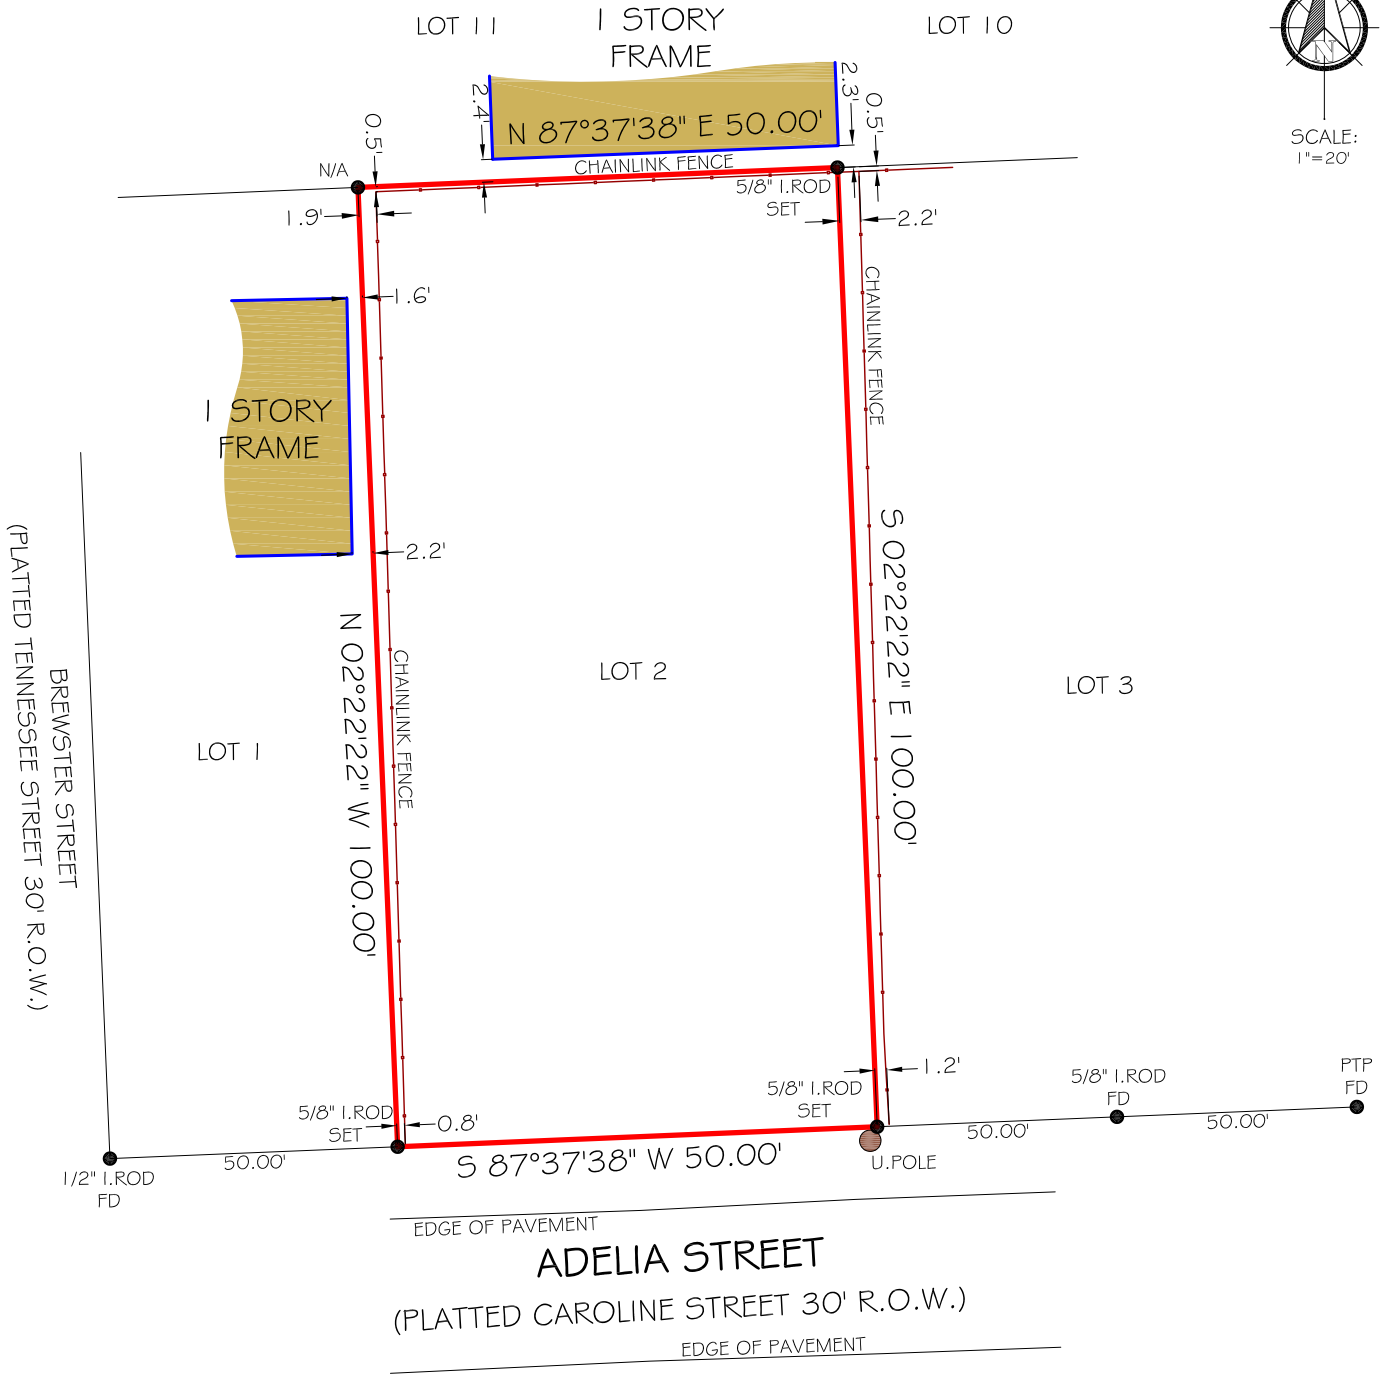 LOT 11
1 STORY
FRAME
LOT 10
N
SCALE:
1"=20'
2.4'
2.3'
0.5'
0.5'
N 87°37'38" E 50.00'
CHAINLINK FENCE
N/A
5/8" I.ROD
SET
1.9'
2.2'
1.6'
CHAINLINK FENCE
1 STORY
FRAME
2.2'
S 02°22'22" E 100.00'
N 02°22'22" W 100.00'
CHAINLINK FENCE
LOT 2
LOT 3
LOT 1
BREWSTER STREET
(PLATTED TENNESSEE STREET 30' R.O.W.)
1.2'
5/8" I.ROD
SET
5/8" I.ROD
FD
PTP
FD
5/8" I.ROD
SET
0.8'
50.00'
50.00'
50.00'
1/2" I.ROD
FD
S 87°37'38" W 50.00'
U.POLE
EDGE OF PAVEMENT
ADELIA STREET
(PLATTED CAROLINE STREET 30' R.O.W.)
EDGE OF PAVEMENT